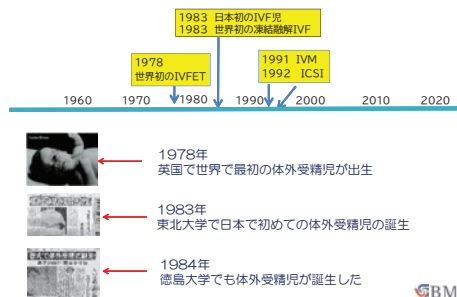 1983 日本初のIVF児
1983 世界初の凍結融解IVF
1978
世界初のIVFET
1991 IVM
1992 ICSI
1960 1970 1980 1990 2000 2010 2020
1978年
英国で世界で最初の体外受精児が出生
1983年
東北大学で日本で初めての体外受精児の誕生
1984年
徳島大学でも体外受精児が誕生した
GBM